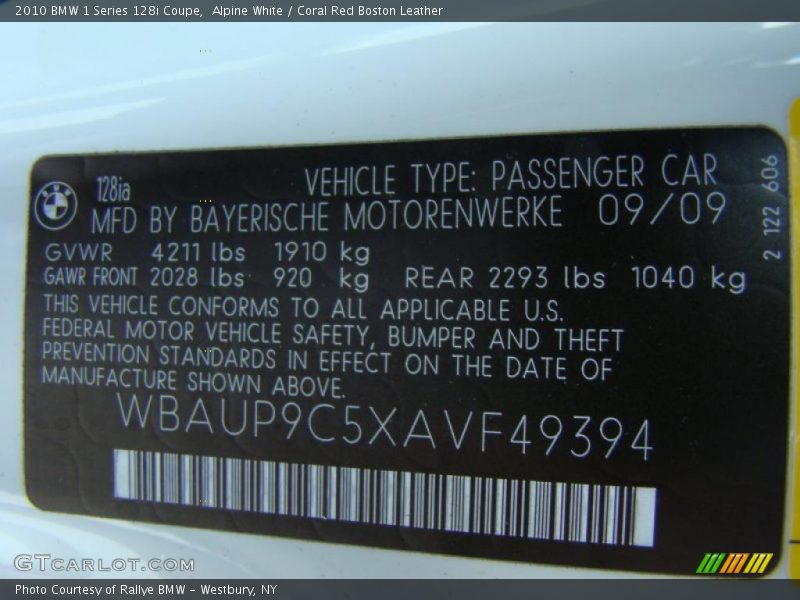 2010 BMW 1 Series 128i Coupe,  Alpine White / Coral Red Boston Leather
128ia
VEHICLE TYPE: PASSENGER CAR
MFD BY BAYERISCHE MOTORENWERKE 09/09
GVWR 4211 lbs 1910 kg
GAWR FRONT 2028 lbs 920 kg REAR 2293 lbs 1040 kg
THIS VEHICLE CONFORMS TO ALL APPLICABLE U.S.
FEDERAL MOTOR VEHICLE SAFETY, BUMPER AND THEFT
PREVENTION STANDARDS IN EFFECT ON THE DATE OF
MANUFACTURE SHOWN ABOVE.
WBAUP9C5XAVF49394
2 122 606
GTCARLOT.COM
Photo Courtesy of Rallye BMW - Westbury, NY